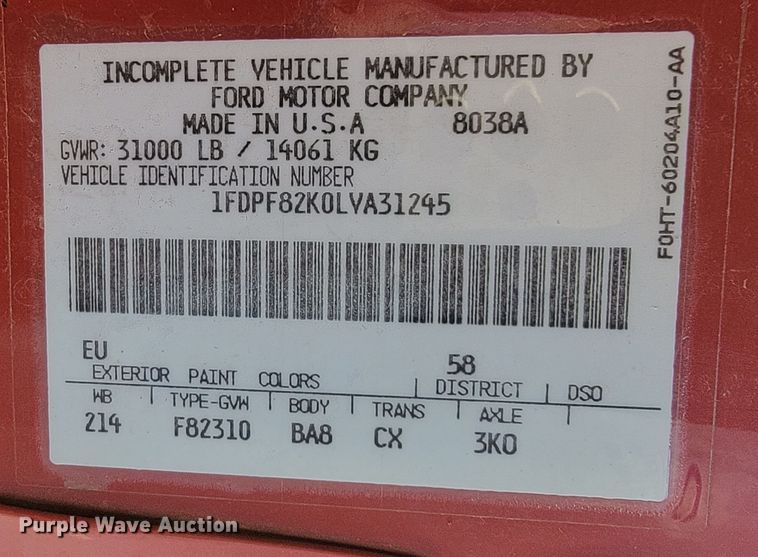 INCOMPLETE VEHICLE MANUFACTURED BY
FORD MOTOR COMPANY
MADE IN U.S.A 8038A
GVWR: 31000 LB / 14061 KG
VEHICLE IDENTIFICATION NUMBER
1FDPF82K0LVA31245
EU 58
EXTERIOR PAINT COLORS DISTRICT DSO
WB TYPE-GVW BODY TRANS AXLE
214 F82310 BA8 CX 3K0
F0HT-60204A10-AA
Purple Wave Auction